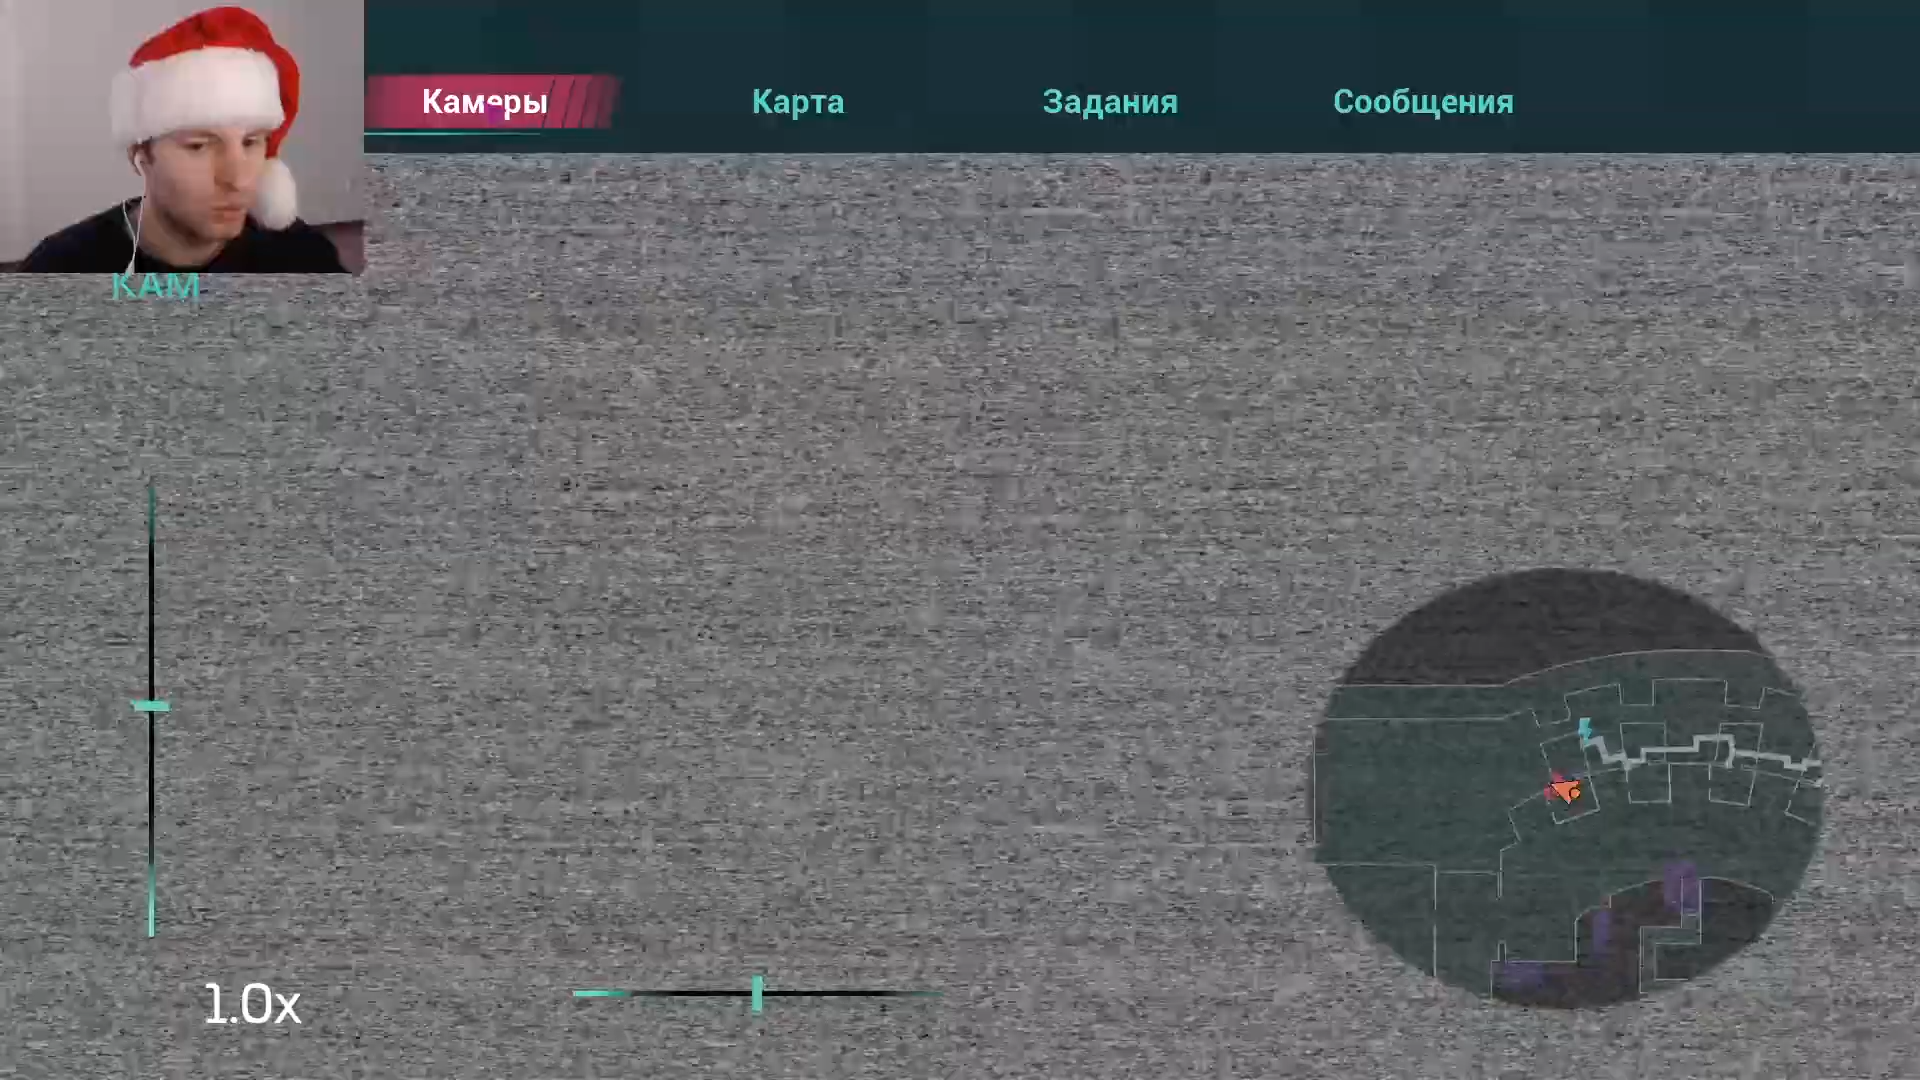 Камеры
Карта
Задания
Сообщения
КАМ
1.0x